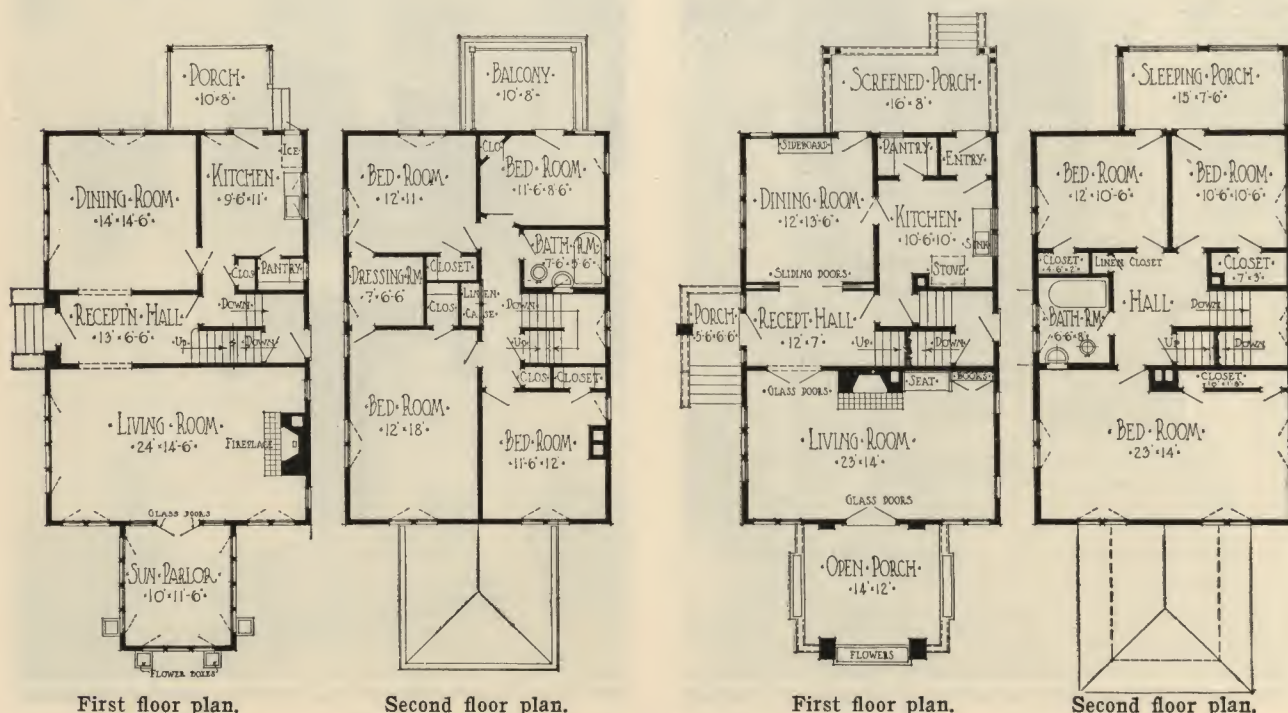 ·PORCH·
·10'·8'·
ICE
·DINING·ROOM·
·14'·14'-6"·
·KITCHEN·
·9'-6"·11'·
CLOS
PANTRY
RECEPT'N·HALL·
·13'·6'-6"·
·DOWN·
·UP·
·DOWN·
·LIVING·ROOM·
·24'·14'-6"·
FIREPLACE
GLASS DOORS
SUN·PARLOR
·10'·11'-6"·
FLOWER BOXES
First floor plan.
·BALCONY·
·10'·8'·
·BED·ROOM·
·12'·11'·
CLO
·BED·ROOM·
·11'-6"·8'-6"·
·BATH·RM·
DRESSING·RM·
·7'·6'-6"·
CLOSET
·CLOS·
LINEN
CASE
·DOWN·
·UP·
·CLOS·
CLOSET
·BED·ROOM·
·12'·18'·
·BED·ROOM·
·11'-6"·12'·
Second floor plan.
·SCREENED·PORCH·
·16'·8'·
SIDEBOARD
·PANTRY·
·ENTRY·
·DINING·ROOM·
·12'·13'-6"·
·KITCHEN·
·10'-6"·10'·
SINK
STOVE
SLIDING DOORS
PORCH
·5'-6"·6'-6"·
·RECEPT·HALL·
·12'·7'·
·UP·
·DOWN·
GLASS DOORS
·SEAT·
·BOOKS·
·LIVING·ROOM·
·23'·14'·
GLASS DOORS
·OPEN·PORCH·
·14'·12'·
·FLOWERS·
First floor plan.
·SLEEPING·PORCH·
·15'·7'-6"·
·BED·ROOM·
·12'·10'-6"·
·BED·ROOM·
·10'-6"·10'-6"·
·CLOSET·
·4'-6"·2'·
LINEN CLOSET
·CLOSET·
·7'·3'·
·HALL·
·DOWN·
·BATH·RM·
·6'-6"·8'·
·UP·
·DOWN·
·CLOSET·
·BED·ROOM·
·23'·14'·
Second floor plan.